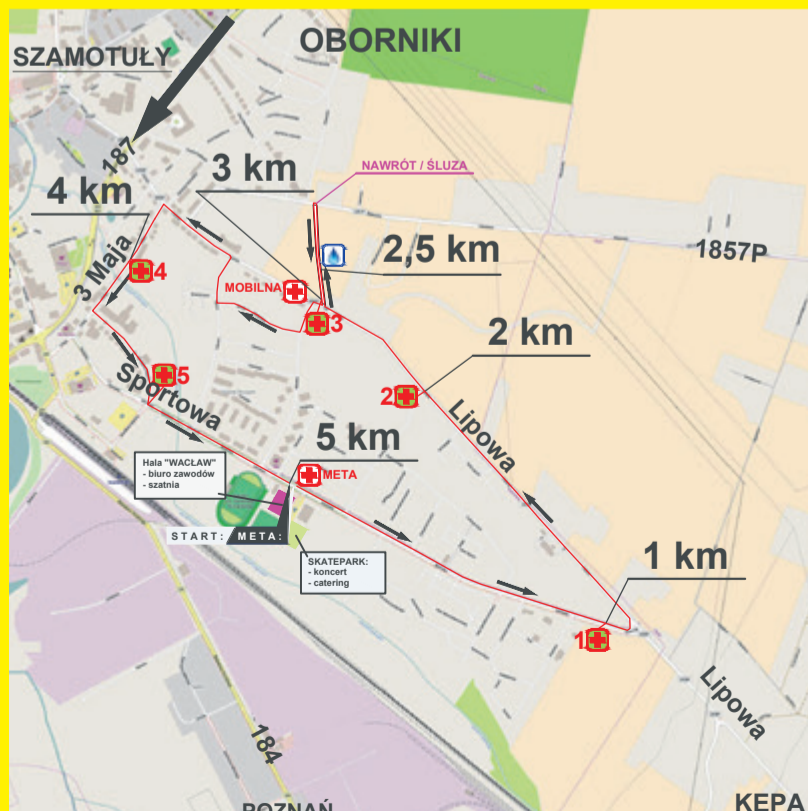 OBORNIKI
SZAMOTUŁY
187
3 km
NAWRÓT / ŚLUZA
4 km
2,5 km
1857P
3 Maja
4
MOBILNA
3
2 km
5
2
Sportowa
Lipowa
5 km
Hala "WACŁAW"
- biuro zawodów
- szatnia
META
START: META:
SKATEPARK:
- koncert
- catering
1 km
1
Lipowa
184
POZNAŃ
KEPA